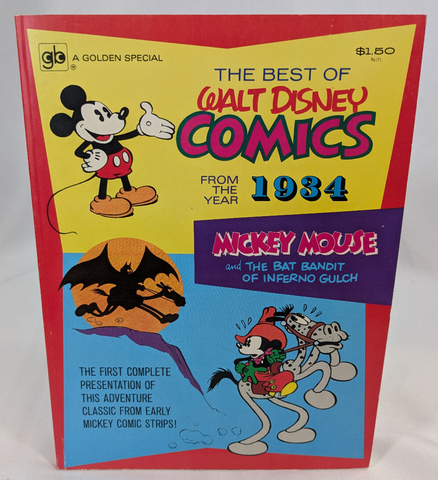 gb
A GOLDEN SPECIAL
$1.50
THE BEST OF
WALT DISNEY
COMICS
FROM
THE
YEAR
1934
MICKEY MOUSE
and THE BAT BANDIT
OF INFERNO GULCH
THE FIRST COMPLETE
PRESENTATION OF
THIS ADVENTURE
CLASSIC FROM EARLY
MICKEY COMIC STRIPS!